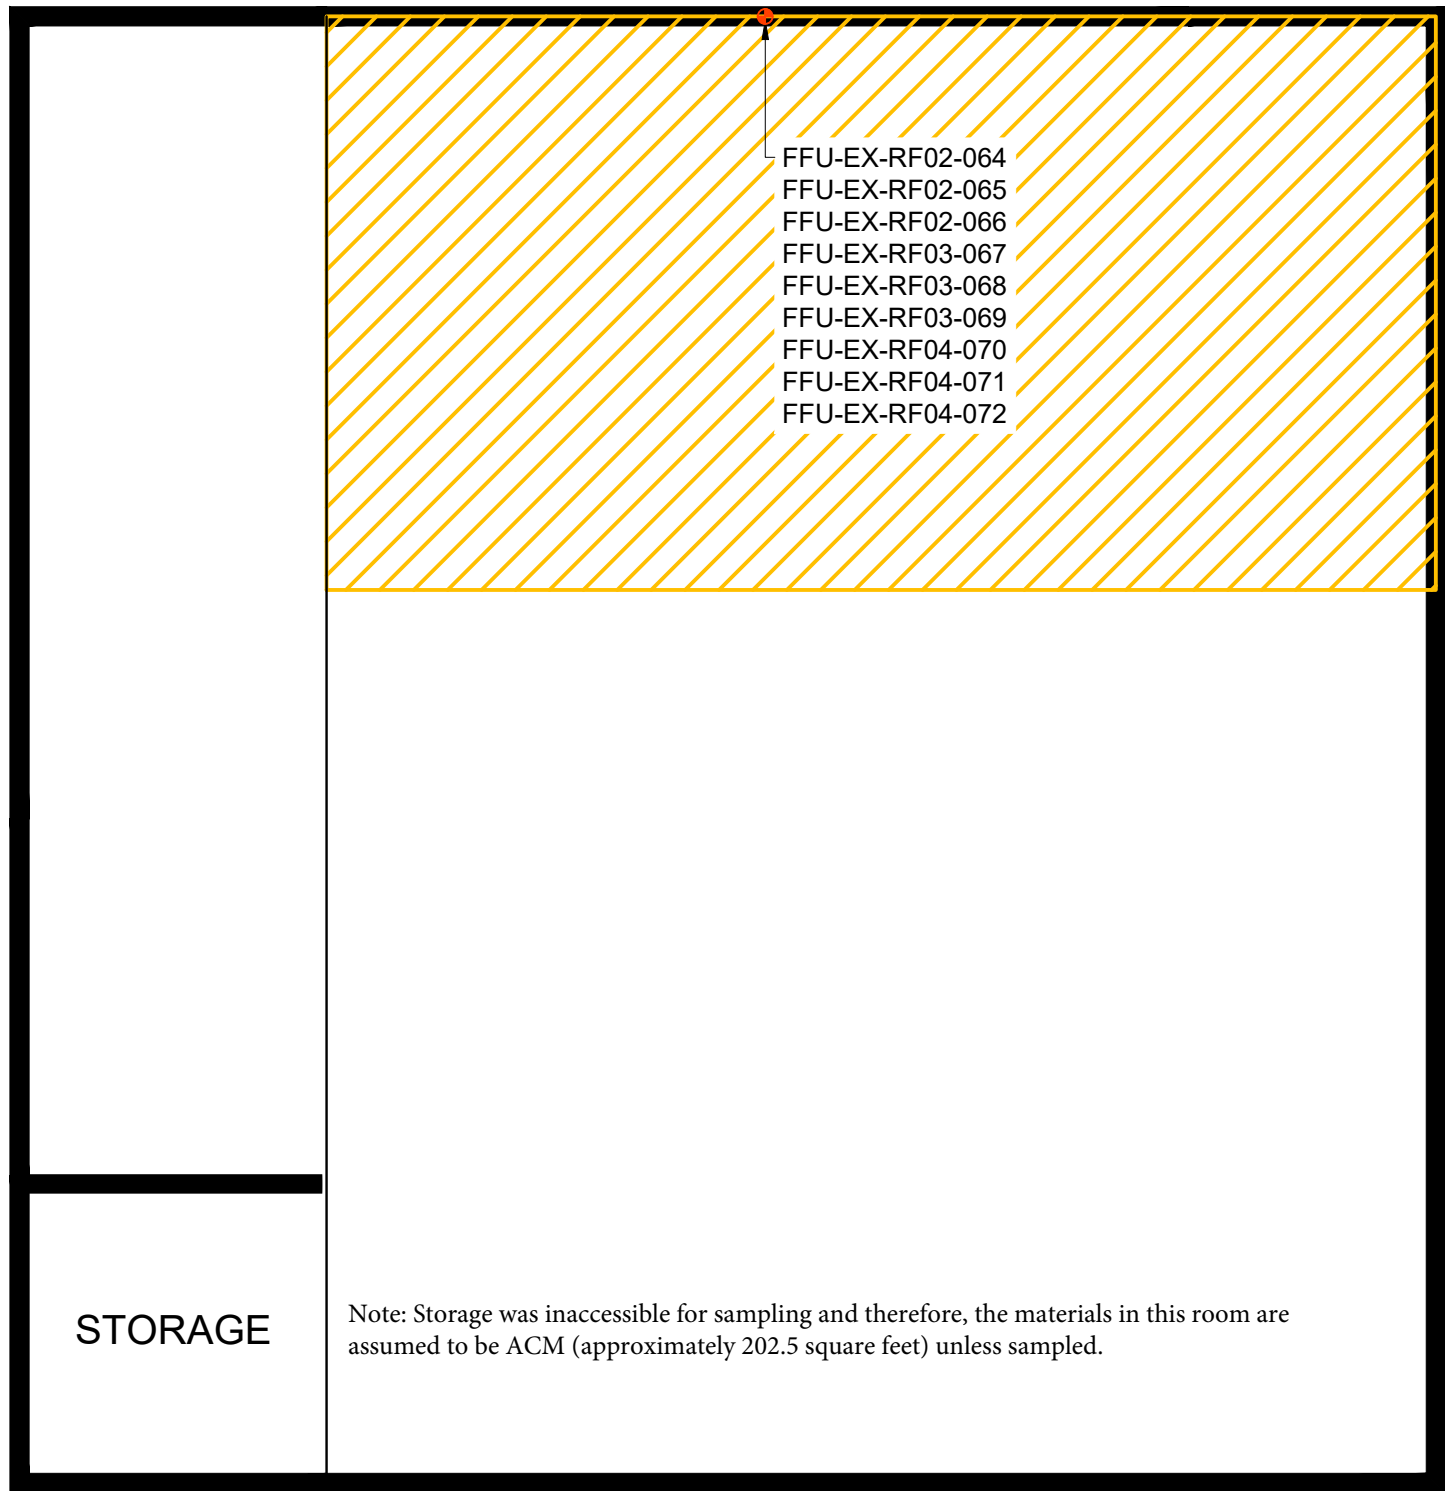 FFU-EX-RF02-064
FFU-EX-RF02-065
FFU-EX-RF02-066
FFU-EX-RF03-067
FFU-EX-RF03-068
FFU-EX-RF03-069
FFU-EX-RF04-070
FFU-EX-RF04-071
FFU-EX-RF04-072
STORAGE
Note: Storage was inaccessible for sampling and therefore, the materials in this room are
assumed to be ACM (approximately 202.5 square feet) unless sampled.